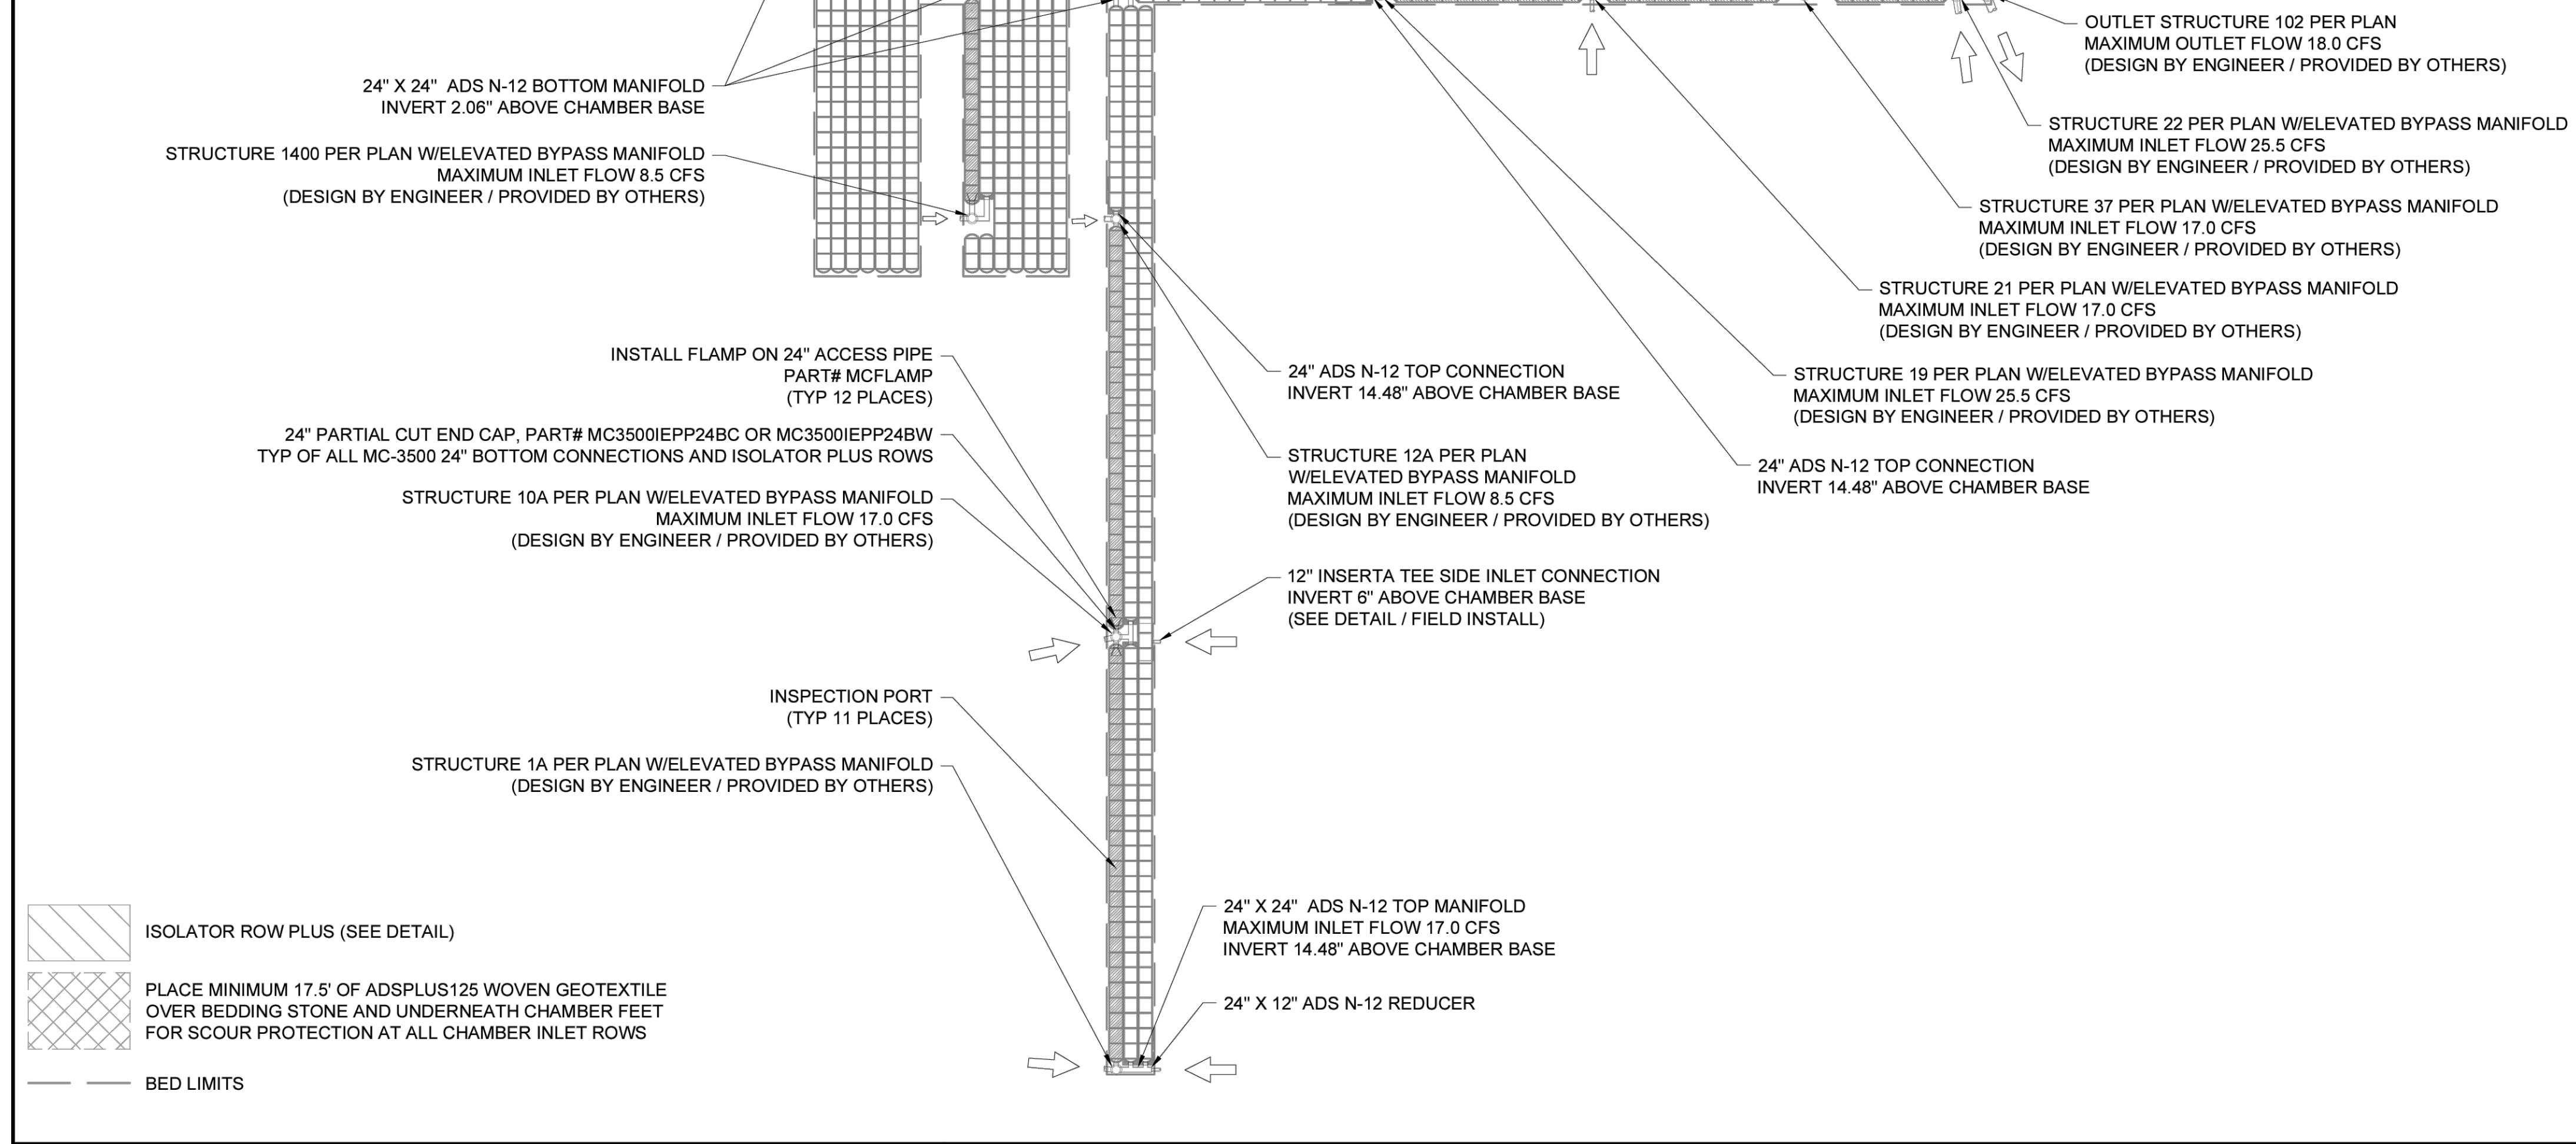 OUTLET STRUCTURE 102 PER PLAN
MAXIMUM OUTLET FLOW 18.0 CFS
(DESIGN BY ENGINEER / PROVIDED BY OTHERS)
24" X 24" ADS N-12 BOTTOM MANIFOLD
INVERT 2.06" ABOVE CHAMBER BASE
STRUCTURE 22 PER PLAN W/ELEVATED BYPASS MANIFOLD
MAXIMUM INLET FLOW 25.5 CFS
(DESIGN BY ENGINEER / PROVIDED BY OTHERS)
STRUCTURE 1400 PER PLAN W/ELEVATED BYPASS MANIFOLD
MAXIMUM INLET FLOW 8.5 CFS
(DESIGN BY ENGINEER / PROVIDED BY OTHERS)
STRUCTURE 37 PER PLAN W/ELEVATED BYPASS MANIFOLD
MAXIMUM INLET FLOW 17.0 CFS
(DESIGN BY ENGINEER / PROVIDED BY OTHERS)
STRUCTURE 21 PER PLAN W/ELEVATED BYPASS MANIFOLD
MAXIMUM INLET FLOW 17.0 CFS
(DESIGN BY ENGINEER / PROVIDED BY OTHERS)
INSTALL FLAMP ON 24" ACCESS PIPE
PART# MCFLAMP
(TYP 12 PLACES)
24" ADS N-12 TOP CONNECTION
INVERT 14.48" ABOVE CHAMBER BASE
STRUCTURE 19 PER PLAN W/ELEVATED BYPASS MANIFOLD
MAXIMUM INLET FLOW 25.5 CFS
(DESIGN BY ENGINEER / PROVIDED BY OTHERS)
24" PARTIAL CUT END CAP, PART# MC3500IEPP24BC OR MC3500IEPP24BW
TYP OF ALL MC-3500 24" BOTTOM CONNECTIONS AND ISOLATOR PLUS ROWS
STRUCTURE 12A PER PLAN
W/ELEVATED BYPASS MANIFOLD
MAXIMUM INLET FLOW 8.5 CFS
(DESIGN BY ENGINEER / PROVIDED BY OTHERS)
24" ADS N-12 TOP CONNECTION
INVERT 14.48" ABOVE CHAMBER BASE
STRUCTURE 10A PER PLAN W/ELEVATED BYPASS MANIFOLD
MAXIMUM INLET FLOW 17.0 CFS
(DESIGN BY ENGINEER / PROVIDED BY OTHERS)
12" INSERTA TEE SIDE INLET CONNECTION
INVERT 6" ABOVE CHAMBER BASE
(SEE DETAIL / FIELD INSTALL)
INSPECTION PORT
(TYP 11 PLACES)
STRUCTURE 1A PER PLAN W/ELEVATED BYPASS MANIFOLD
(DESIGN BY ENGINEER / PROVIDED BY OTHERS)
24" X 24" ADS N-12 TOP MANIFOLD
MAXIMUM INLET FLOW 17.0 CFS
INVERT 14.48" ABOVE CHAMBER BASE
24" X 12" ADS N-12 REDUCER
ISOLATOR ROW PLUS (SEE DETAIL)
PLACE MINIMUM 17.5' OF ADSPLUS125 WOVEN GEOTEXTILE
OVER BEDDING STONE AND UNDERNEATH CHAMBER FEET
FOR SCOUR PROTECTION AT ALL CHAMBER INLET ROWS
BED LIMITS